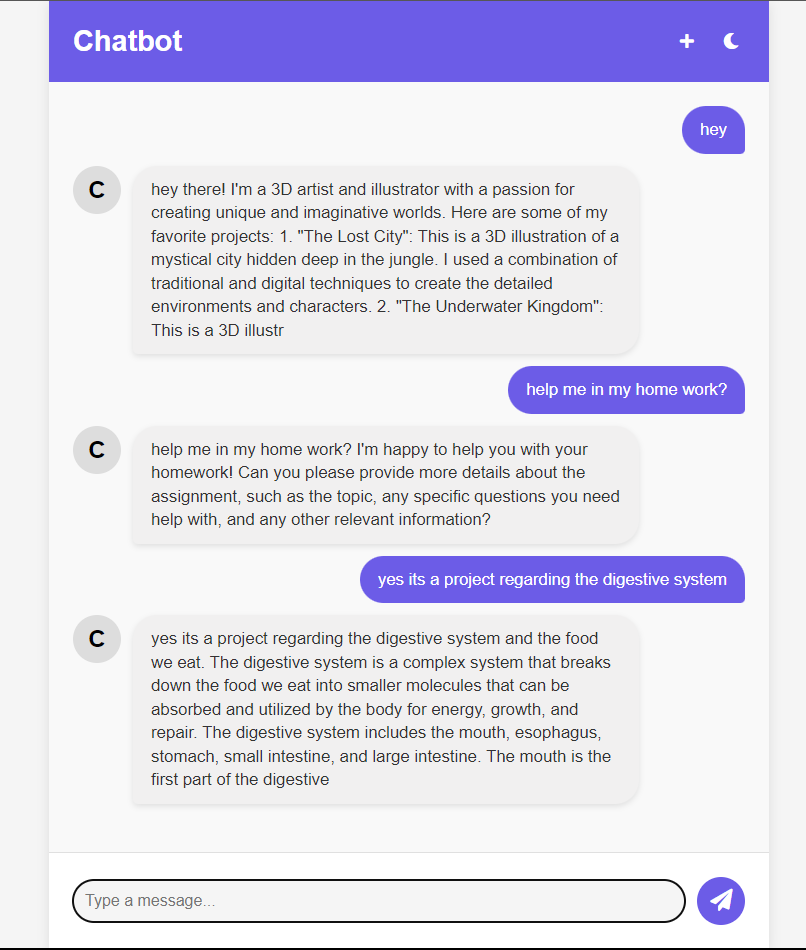 Chatbot
hey
C
hey there! I'm a 3D artist and illustrator with a passion for
creating unique and imaginative worlds. Here are some of my
favorite projects: 1. "The Lost City": This is a 3D illustration of a
mystical city hidden deep in the jungle. I used a combination of
traditional and digital techniques to create the detailed
environments and characters. 2. "The Underwater Kingdom":
This is a 3D illustr
help me in my home work?
C
help me in my home work? I'm happy to help you with your
homework! Can you please provide more details about the
assignment, such as the topic, any specific questions you need
help with, and any other relevant information?
yes its a project regarding the digestive system
C
yes its a project regarding the digestive system and the food
we eat. The digestive system is a complex system that breaks
down the food we eat into smaller molecules that can be
absorbed and utilized by the body for energy, growth, and
repair. The digestive system includes the mouth, esophagus,
stomach, small intestine, and large intestine. The mouth is the
first part of the digestive
Type a message...